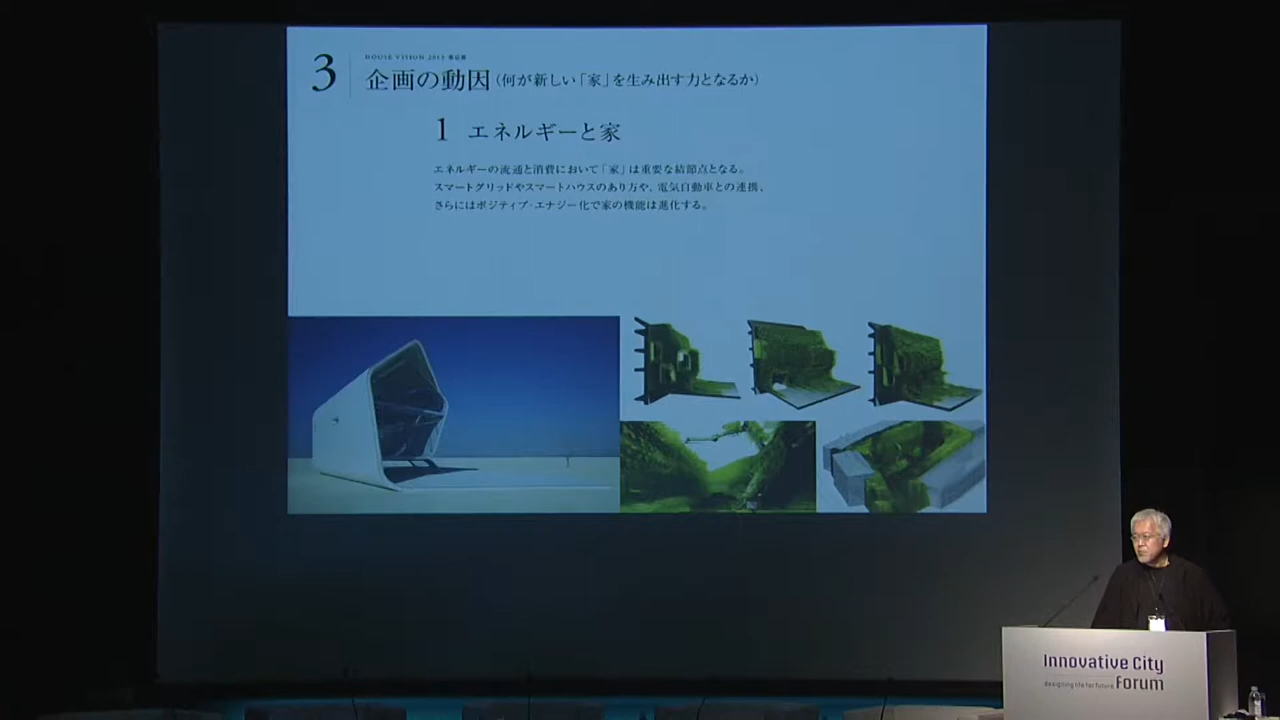 3
HOUSE VISION 2013 東京展
企画の動因(何が新しい「家」を生み出す力となるか)
1 エネルギーと家
エネルギーの流通と消費において「家」は重要な結節点となる。
スマートグリッドやスマートハウスのあり方や、電気自動車との連携、
さらにはポジティブ・エナジー化で家の機能は進化する。
Innovative City
designing life for future Forum